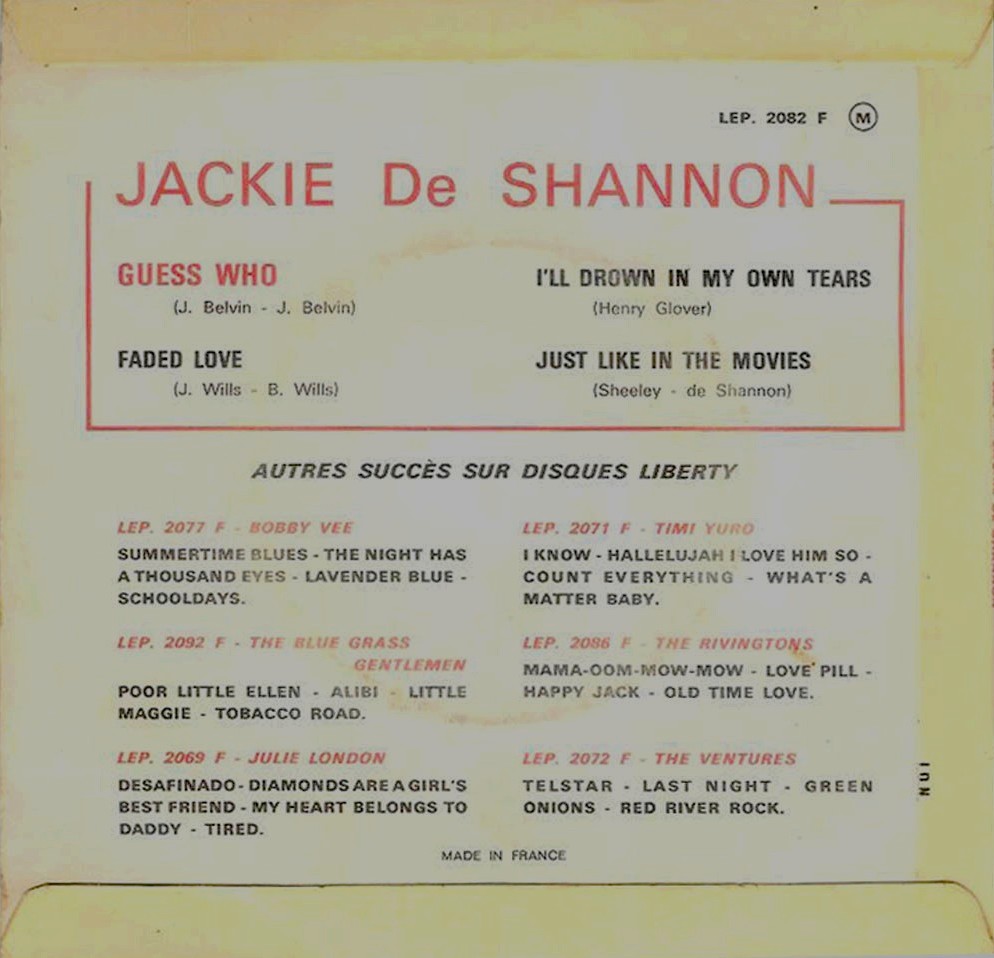 LEP. 2082 F M
JACKIE De SHANNON
GUESS WHO
(J. Belvin - J. Belvin)
FADED LOVE
(J. Wills - B. Wills)
I'LL DROWN IN MY OWN TEARS
(Henry Glover)
JUST LIKE IN THE MOVIES
(Sheeley - de Shannon)
AUTRES SUCCÈS SUR DISQUES LIBERTY
LEP. 2077 F - BOBBY VEE
SUMMERTIME BLUES - THE NIGHT HAS
A THOUSAND EYES - LAVENDER BLUE -
SCHOOLDAYS.
LEP. 2092 F - THE BLUE GRASS
GENTLEMEN
POOR LITTLE ELLEN - ALIBI - LITTLE
MAGGIE - TOBACCO ROAD.
LEP. 2069 F - JULIE LONDON
DESAFINADO - DIAMONDS ARE A GIRL'S
BEST FRIEND - MY HEART BELONGS TO
DADDY - TIRED.
LEP. 2071 F - TIMI YURO
I KNOW - HALLELUJAH I LOVE HIM SO -
COUNT EVERYTHING - WHAT'S A
MATTER BABY.
LEP. 2086 F - THE RIVINGTONS
MAMA-OOM-MOW-MOW - LOVE PILL -
HAPPY JACK - OLD TIME LOVE.
LEP. 2072 F - THE VENTURES
TELSTAR - LAST NIGHT - GREEN
ONIONS - RED RIVER ROCK.
MADE IN FRANCE